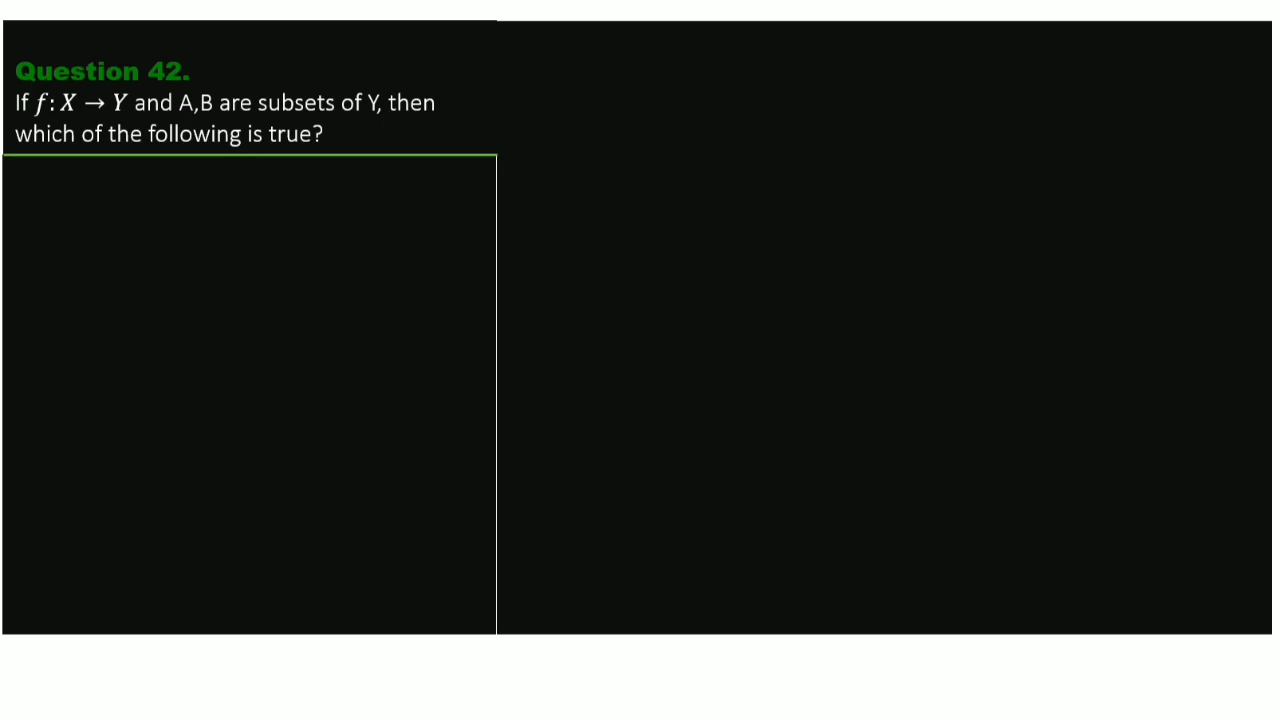 Question 42.
If f: X → Y and A,B are subsets of Y, then
which of the following is true?